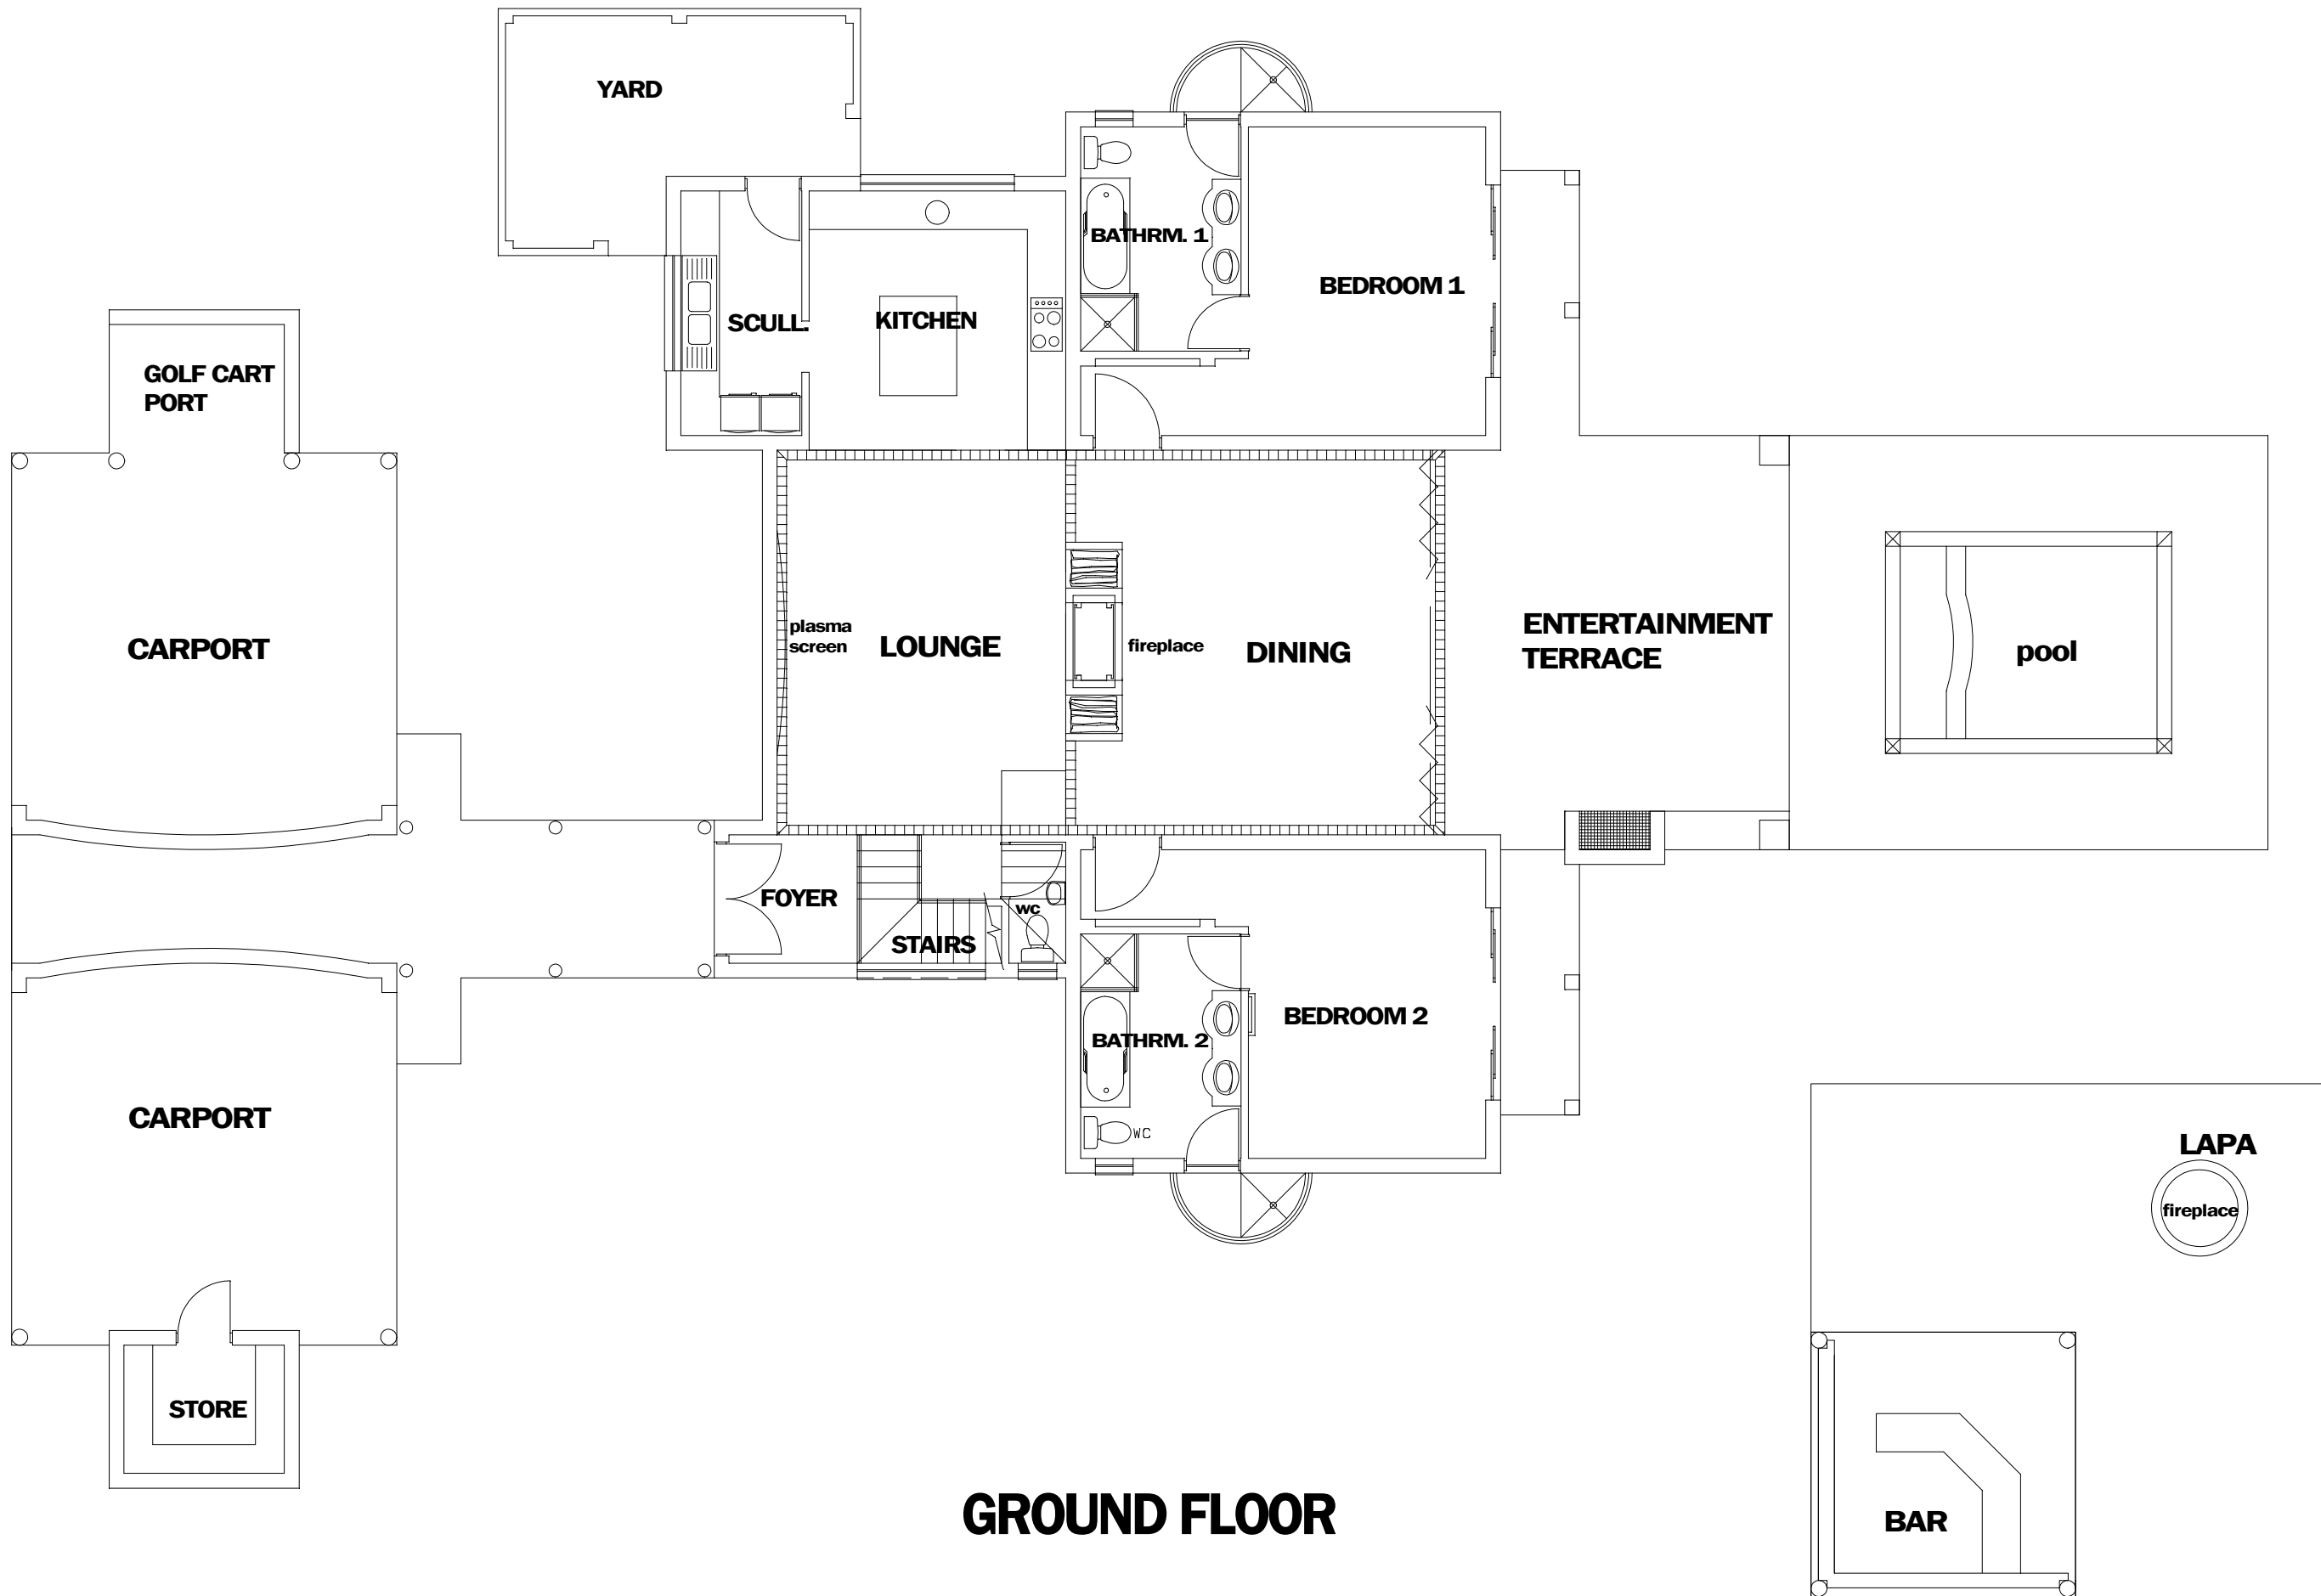 YARD
BATHRM. 1
BEDROOM 1
SCULL.
KITCHEN
GOLF CART
PORT
CARPORT
plasma
screen
LOUNGE
fireplace
DINING
ENTERTAINMENT
TERRACE
pool
FOYER
STAIRS
WC
BATHRM. 2
BEDROOM 2
WC
CARPORT
LAPA
fireplace
STORE
BAR
GROUND FLOOR